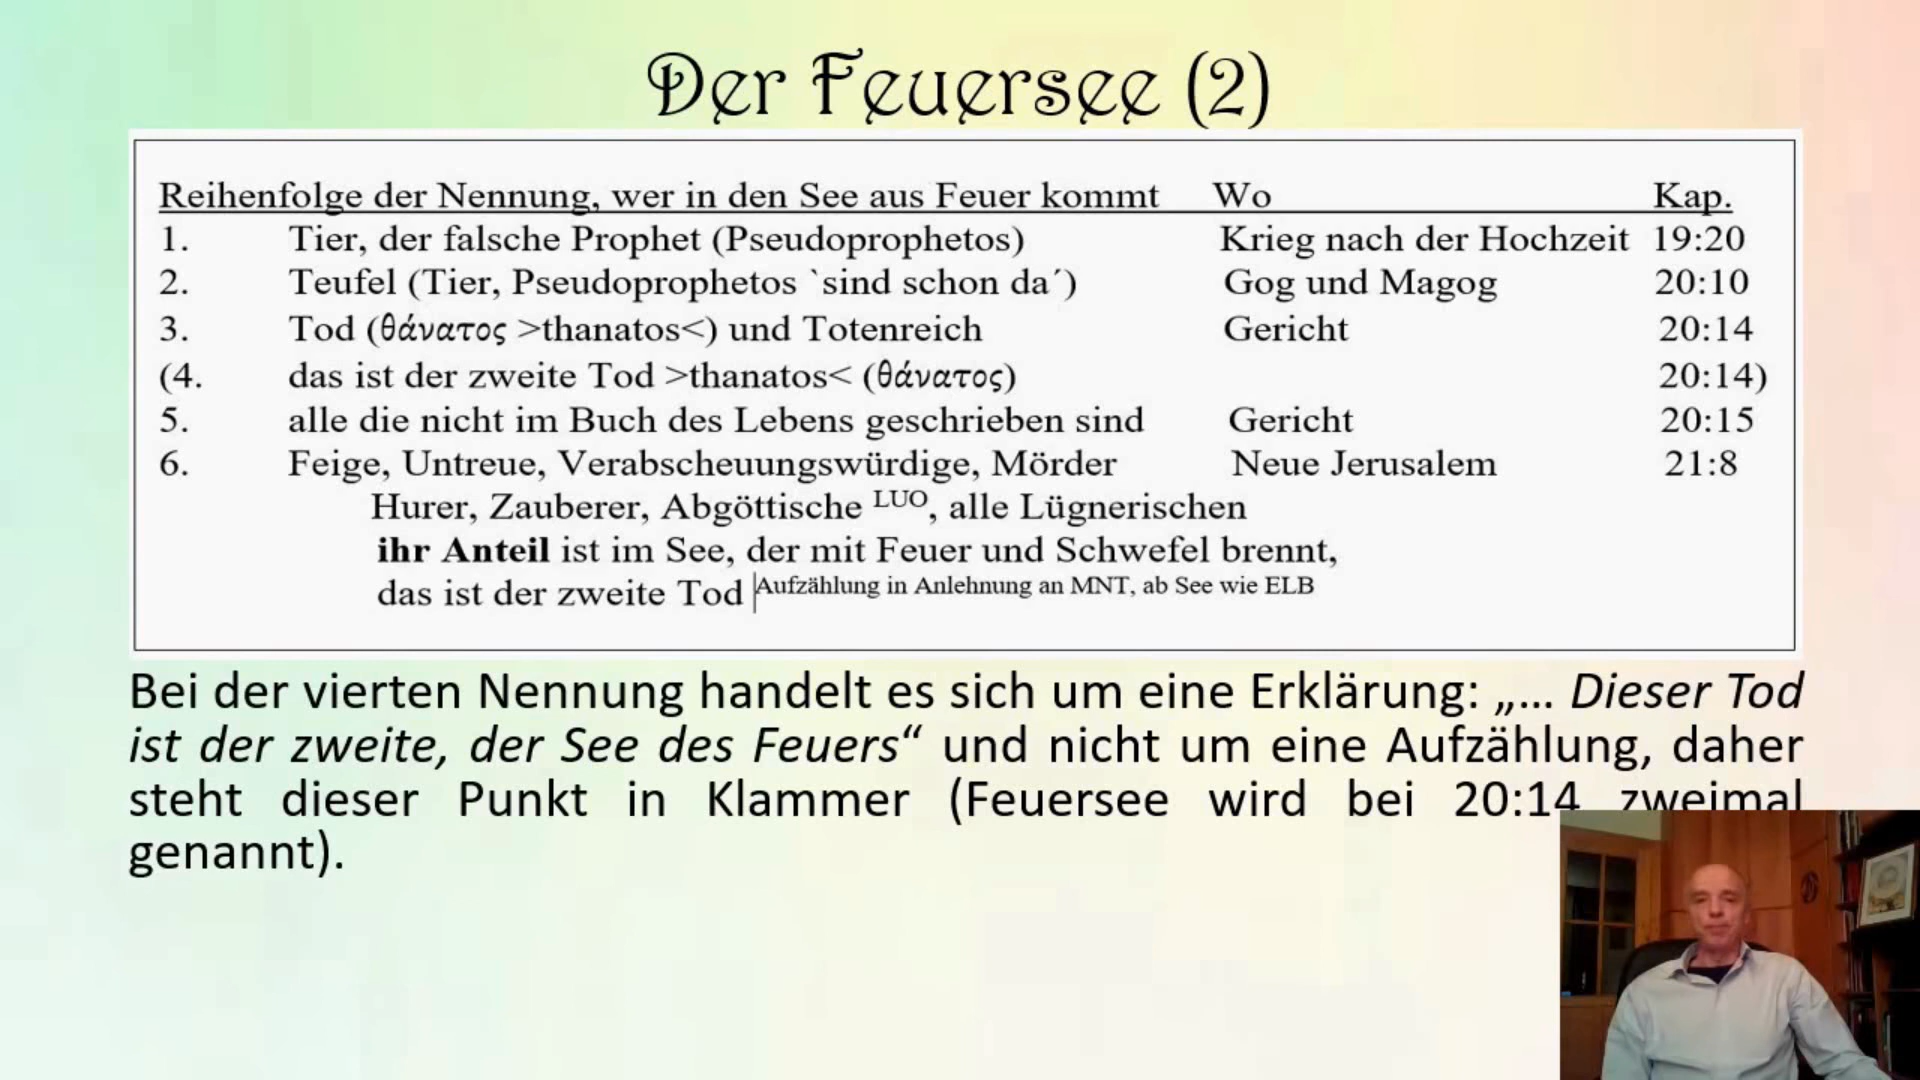 Der Feuersee (2)
Reihenfolge der Nennung, wer in den See aus Feuer kommt Wo Kap.
1. Tier, der falsche Prophet (Pseudoprophetos) Krieg nach der Hochzeit 19:20
2. Teufel (Tier, Pseudoprophetos `sind schon da´) Gog und Magog 20:10
3. Tod (θάνατος >thanatos<) und Totenreich Gericht 20:14
(4. das ist der zweite Tod >thanatos< (θάνατος) 20:14)
5. alle die nicht im Buch des Lebens geschrieben sind Gericht 20:15
6. Feige, Untreue, Verabscheuungswürdige, Mörder Neue Jerusalem 21:8
Hurer, Zauberer, Abgöttische LUO, alle Lügnerischen
ihr Anteil ist im See, der mit Feuer und Schwefel brennt,
das ist der zweite Tod Aufzählung in Anlehnung an MNT, ab See wie ELB
Bei der vierten Nennung handelt es sich um eine Erklärung: „… Dieser Tod
ist der zweite, der See des Feuers“ und nicht um eine Aufzählung, daher
steht dieser Punkt in Klammer (Feuersee wird bei 20:14 zweimal
genannt).